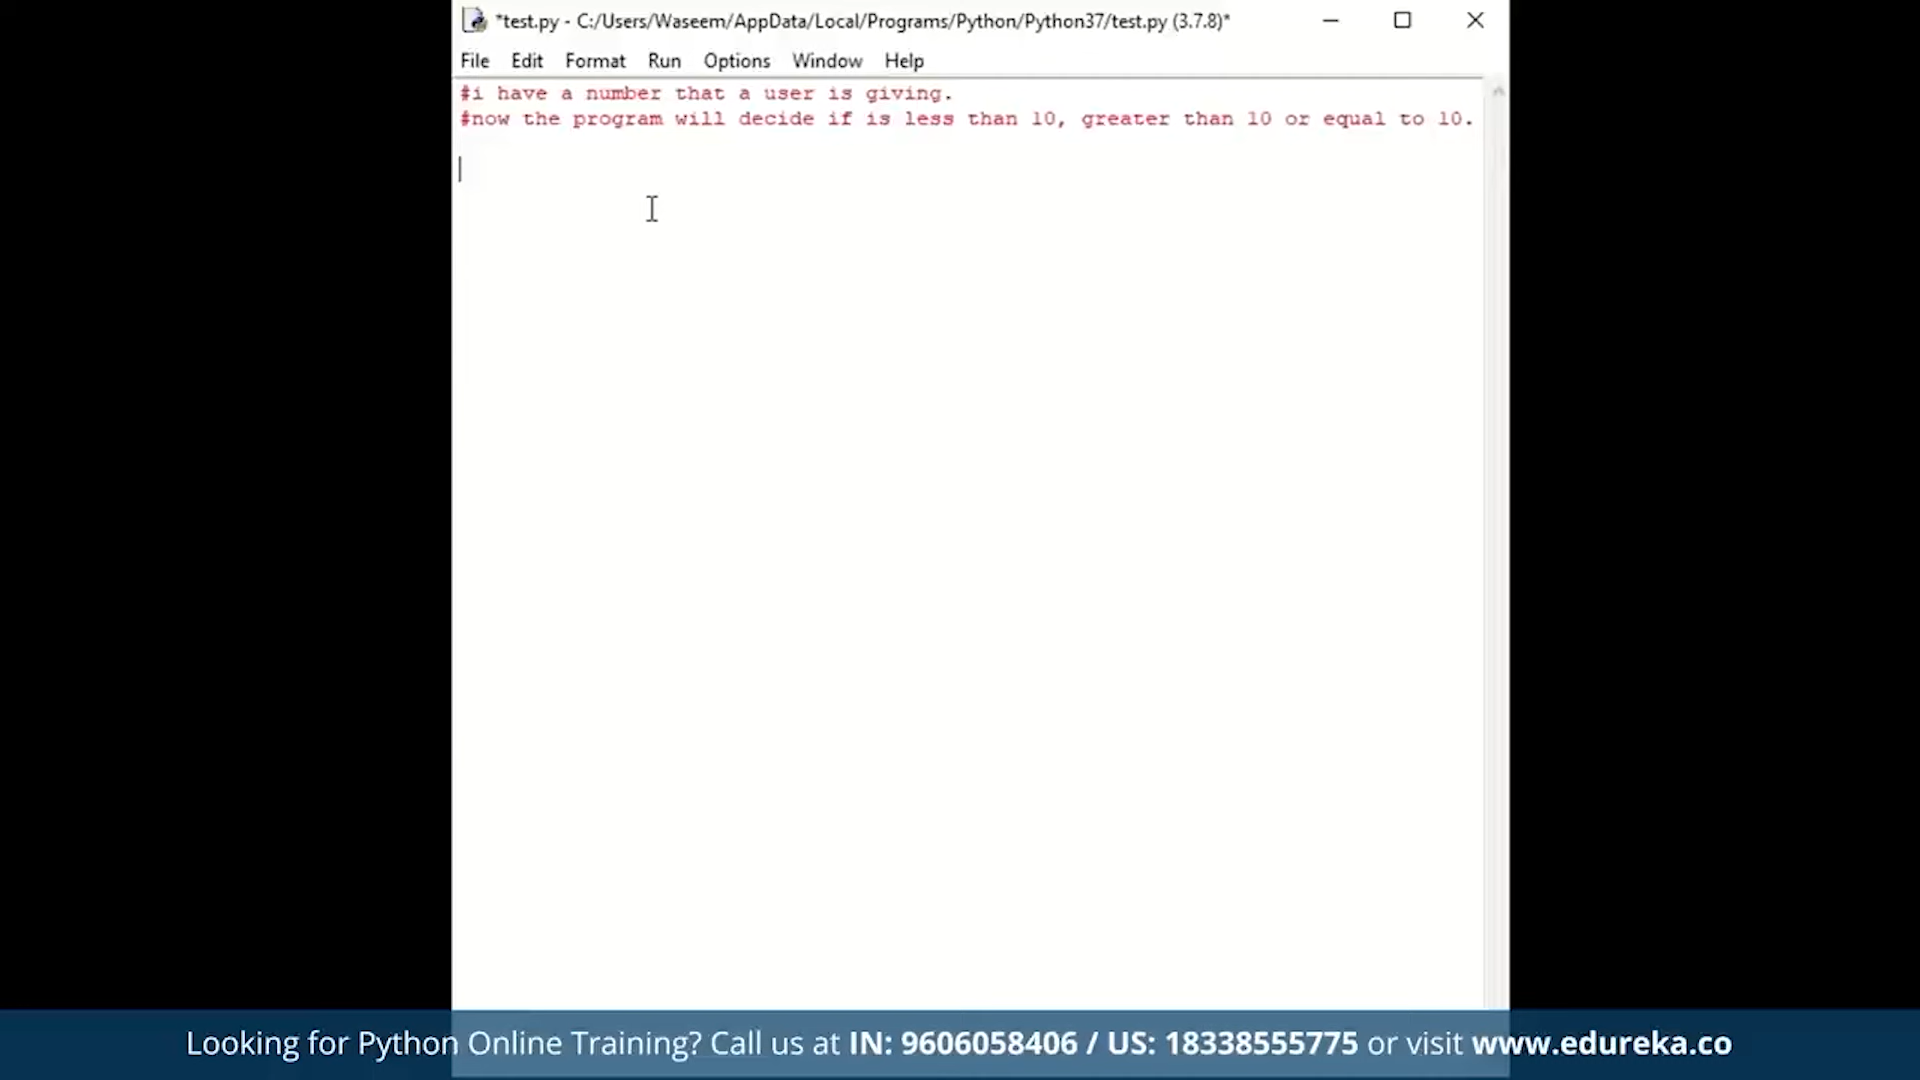 *test.py - C:/Users/Waseem/AppData/Local/Programs/Python/Python37/test.py (3.7.8)*
File Edit Format Run Options Window Help
#i have a number that a user is giving.
#now the program will decide if is less than 10, greater than 10 or equal to 10.
Looking for Python Online Training? Call us at IN: 9606058406 / US: 18338555775 or visit www.edureka.co